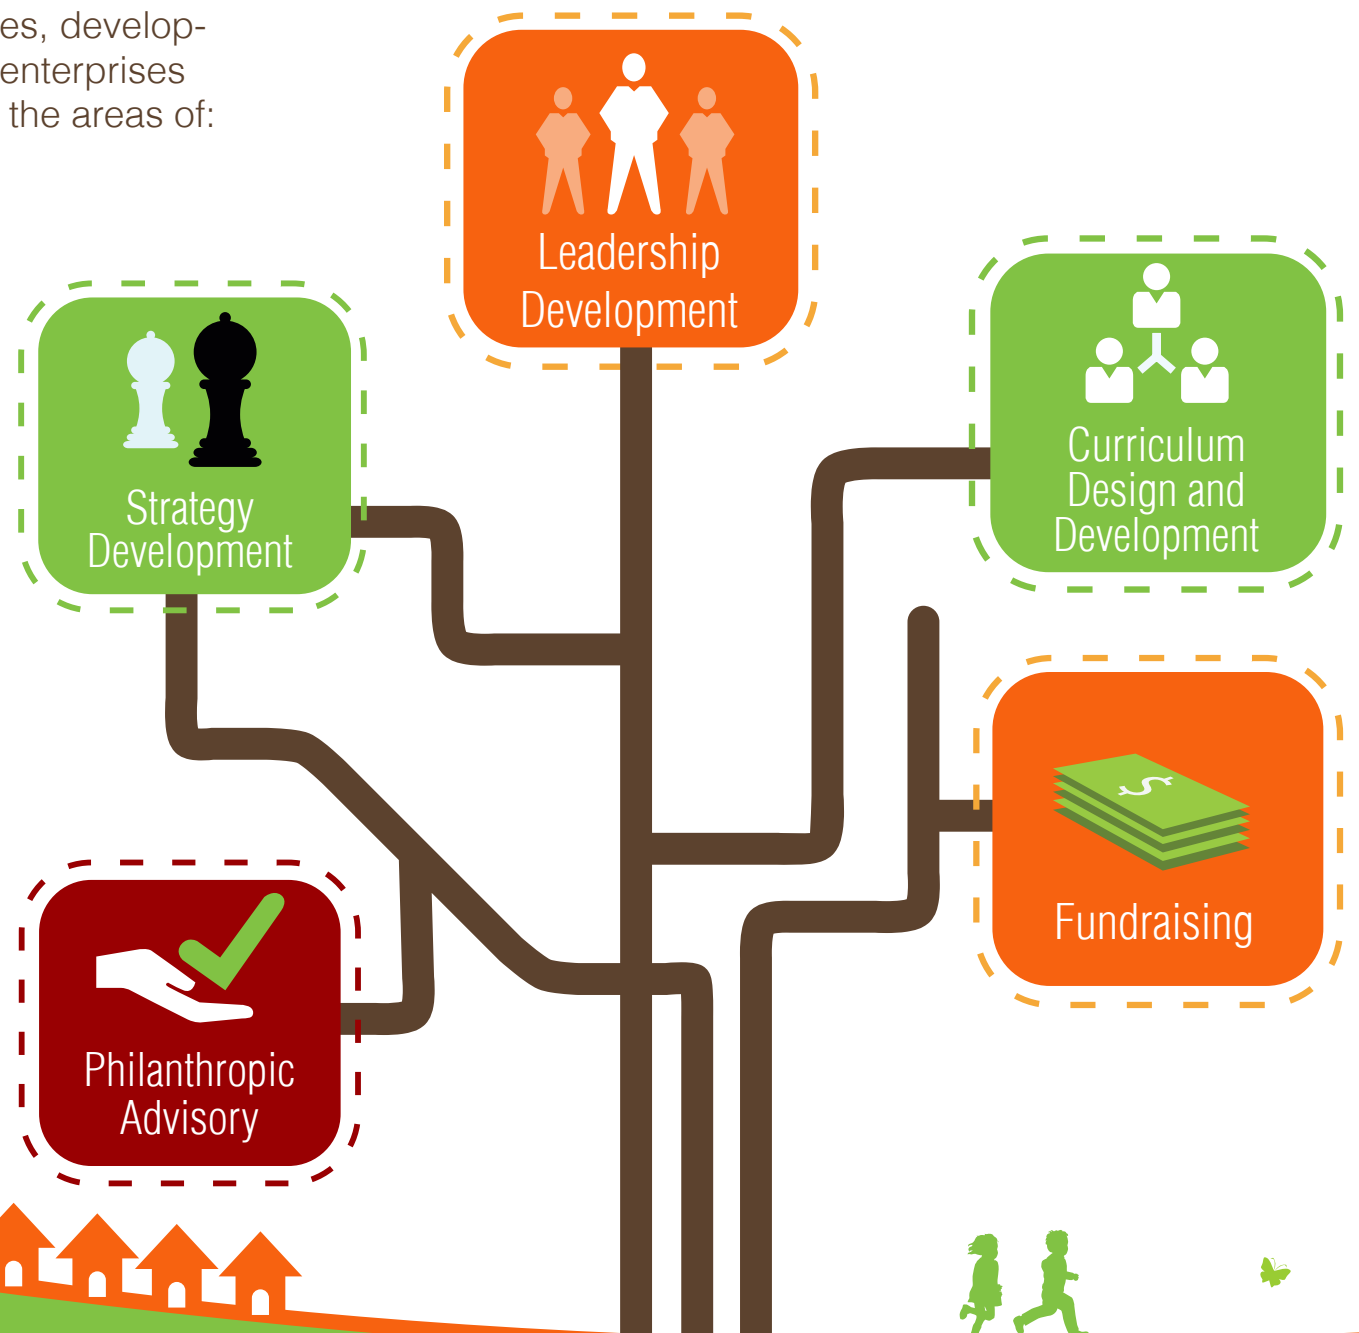 es, develop-
enterprises
the areas of:
Leadership
Development
Strategy
Development
Curriculum
Design and
Development
$
Fundraising
Philanthropic
Advisory